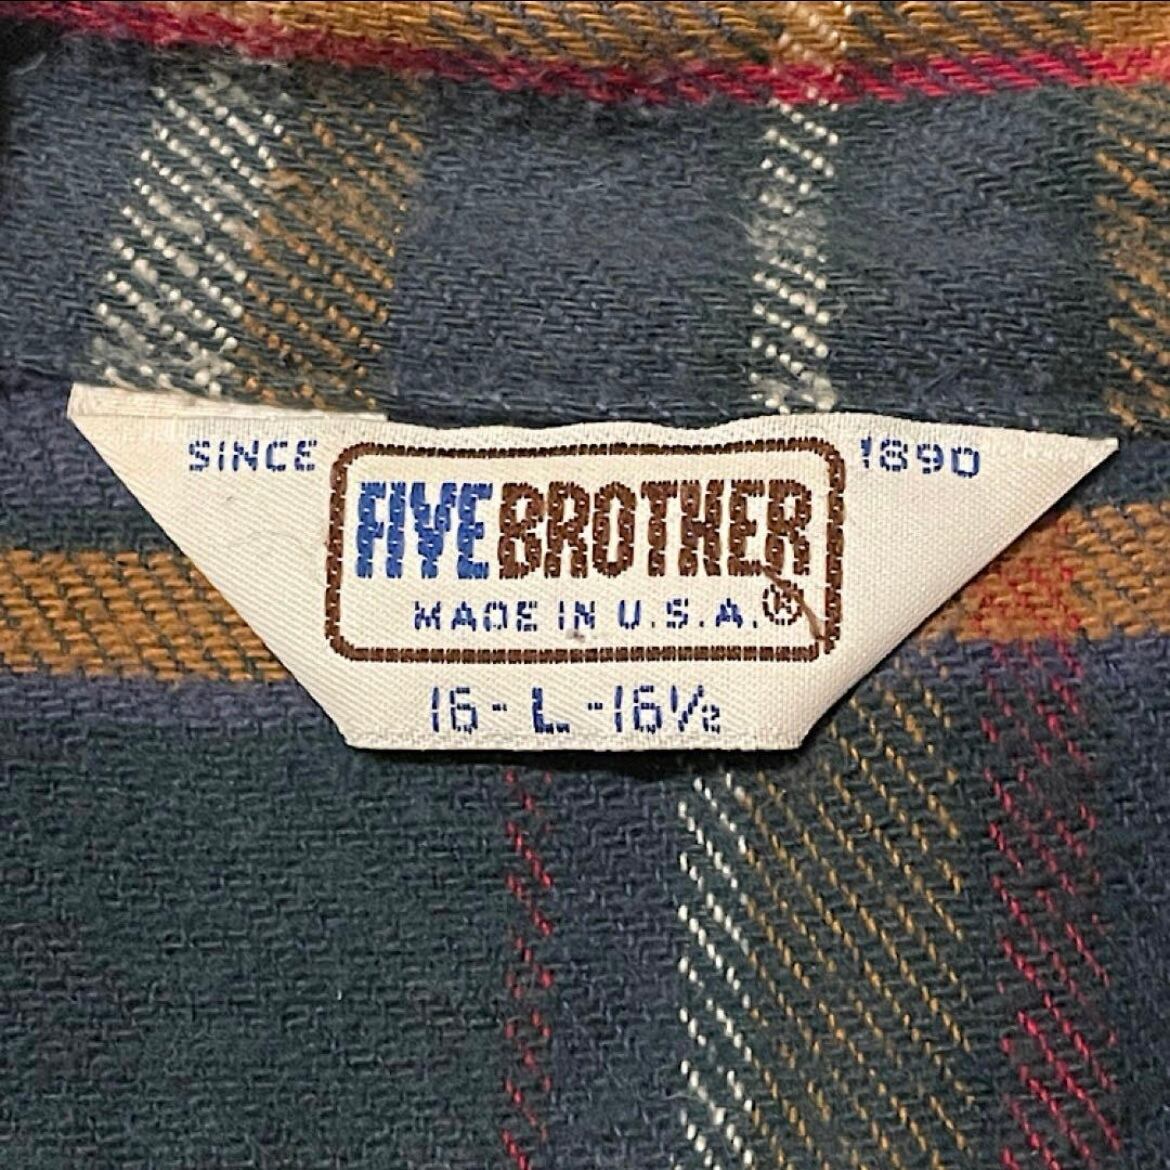 SINCE 1890
FIVE BROTHER
MADE IN U.S.A.®
16-L-16½